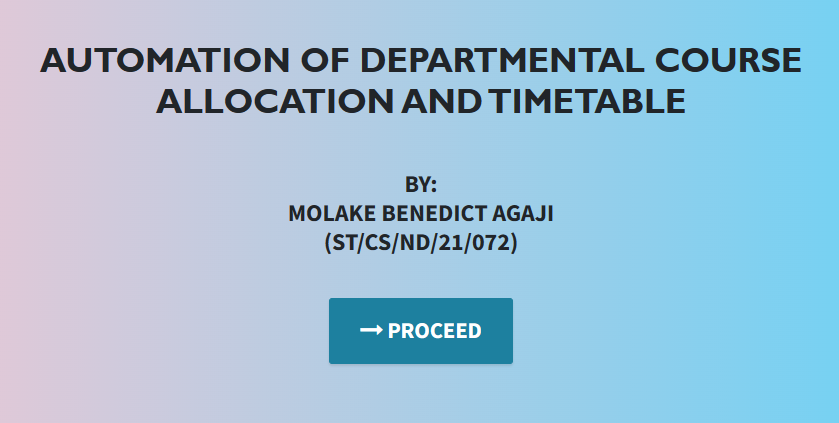 AUTOMATION OF DEPARTMENTAL COURSE
ALLOCATION AND TIMETABLE
BY:
MOLAKE BENEDICT AGAJI
(ST/CS/ND/21/072)
→ PROCEED